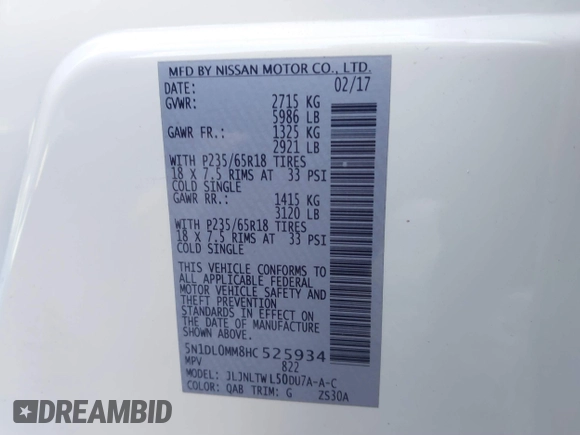 MFD BY NISSAN MOTOR CO., LTD.
DATE: 02/17
GVWR: 2715 KG
5986 LB
GAWR FR.: 1325 KG
2921 LB
WITH P235/65R18 TIRES
18 X 7.5 RIMS AT 33 PSI
COLD SINGLE
GAWR RR.: 1415 KG
3120 LB
WITH P235/65R18 TIRES
18 X 7.5 RIMS AT 33 PSI
COLD SINGLE
THIS VEHICLE CONFORMS TO
ALL APPLICABLE FEDERAL
MOTOR VEHICLE SAFETY AND
THEFT PREVENTION
STANDARDS IN EFFECT ON
THE DATE OF MANUFACTURE
SHOWN ABOVE.
5N1DL0MM8HC525934
MPV 822
MODEL: JLJNLTWL50DU7A-A-C
COLOR: QAB TRIM: G ZS30A
DREAMBID
DREAMBID